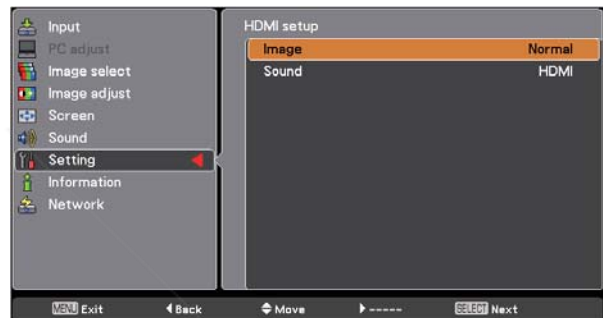 Input
PC adjust
Image select
Image adjust
Screen
Sound
Setting
Information
Network
HDMI setup
Image Normal
Sound HDMI
MENU Exit Back Move ----- SELECT Next